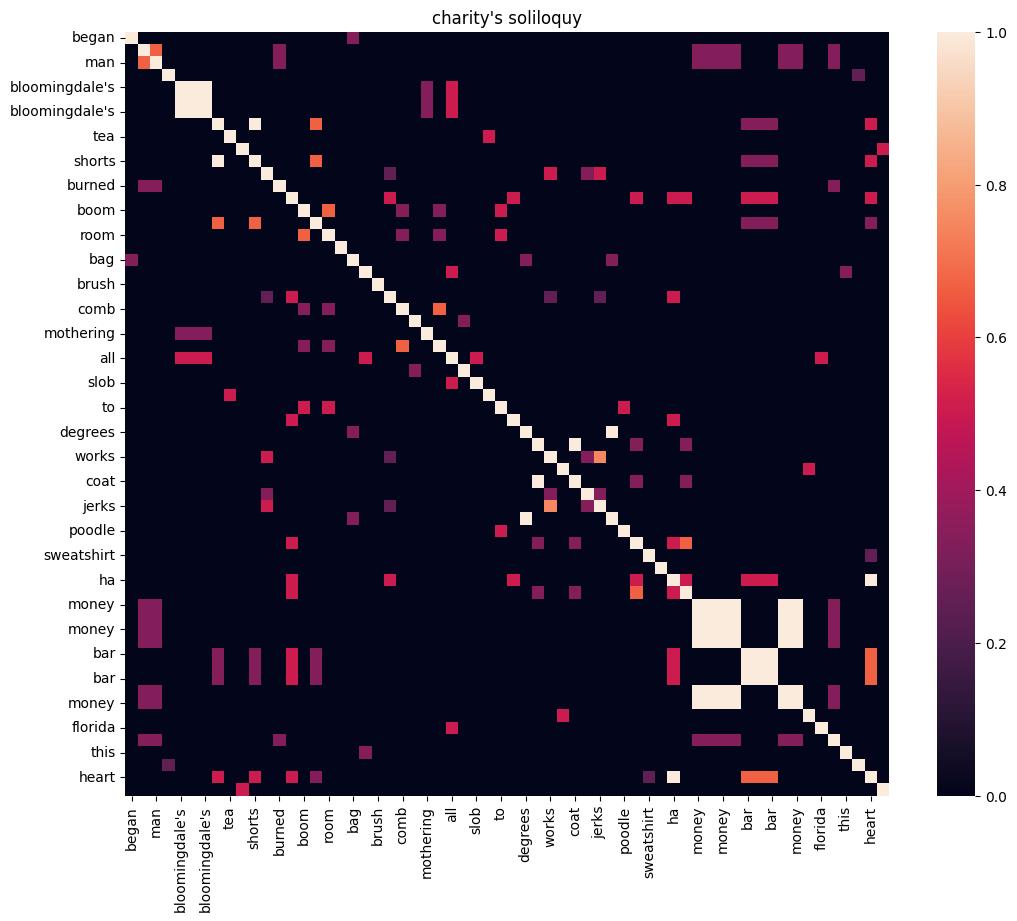 charity's soliloquy
began
man
bloomingdale's
bloomingdale's
tea
shorts
burned
boom
room
bag
brush
comb
mothering
all
slob
to
degrees
works
coat
jerks
poodle
sweatshirt
ha
money
money
bar
bar
money
florida
this
heart
began
man
bloomingdale's
bloomingdale's
tea
shorts
burned
boom
room
bag
brush
comb
mothering
all
slob
to
degrees
works
coat
jerks
poodle
sweatshirt
ha
money
money
bar
bar
money
florida
this
heart
1.0
0.8
0.6
0.4
0.2
0.0